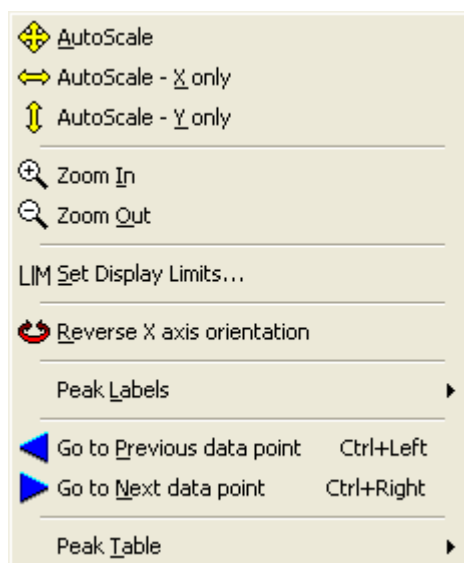 AutoScale
AutoScale - X only
AutoScale - Y only
Zoom In
Zoom Out
LIM Set Display Limits...
Reverse X axis orientation
Peak Labels
Go to Previous data point Ctrl+Left
Go to Next data point Ctrl+Right
Peak Table